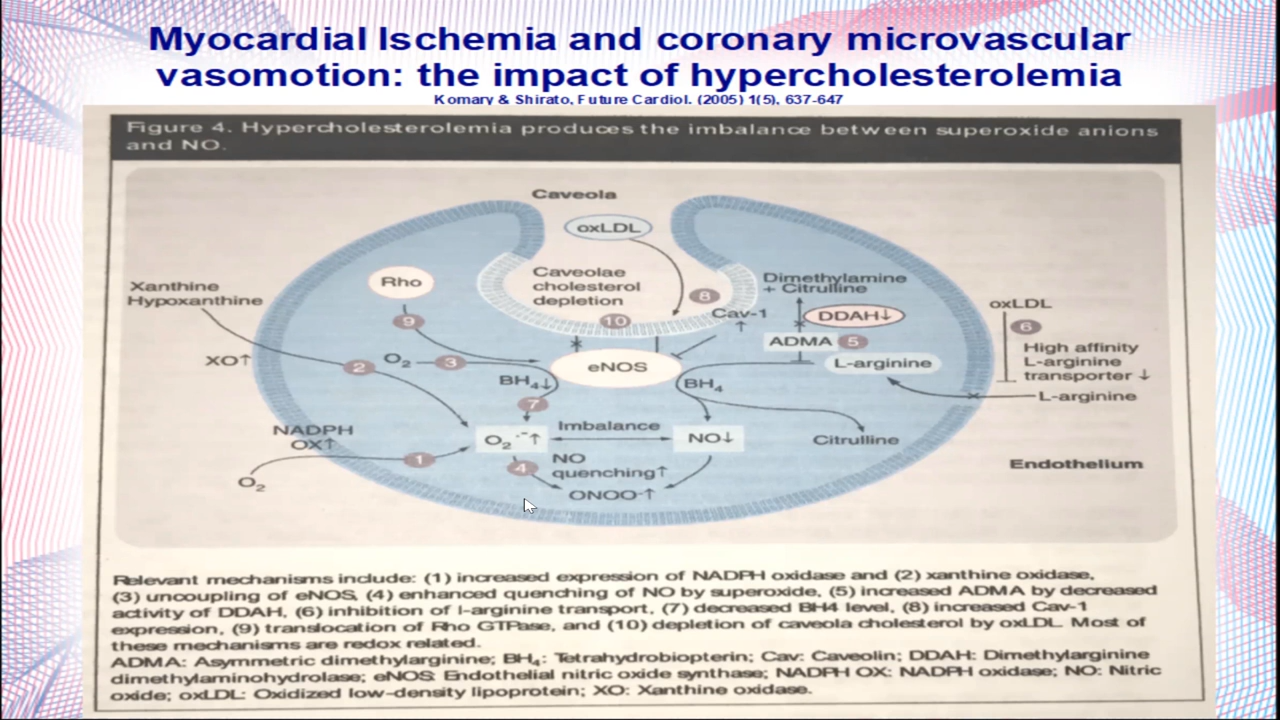 Myocardial Ischemia and coronary microvascular
vasomotion: the impact of hypercholesterolemia
Komary & Shirato, Future Cardiol. (2005) 1(5), 637-647
Figure 4. Hypercholesterolemia produces the imbalance between superoxide anions
and NO.
Caveola
oxLDL
Rho
Caveolae
cholesterol
depletion
Xanthine
Hypoxanthine
Dimethylamine
+ Citrulline
oxLDL
8
9
10
Cav-1
↑
DDAH↓
6
ADMA
5
High affinity
L-arginine
transporter ↓
XO↑
2
O₂
3
eNOS
L-arginine
L-arginine
BH₄↓
BH₄
7
NADPH
OX↑
O₂·⁻↑
Imbalance
NO↓
Citrulline
1
4
NO
quenching↑
O₂
ONOO⁻↑
Endothelium
Relevant mechanisms include: (1) increased expression of NADPH oxidase and (2) xanthine oxidase,
(3) uncoupling of eNOS, (4) enhanced quenching of NO by superoxide, (5) increased ADMA by decreased
activity of DDAH, (6) inhibition of l-arginine transport, (7) decreased BH4 level, (8) increased Cav-1
expression, (9) translocation of Rho GTPase, and (10) depletion of caveola cholesterol by oxLDL. Most of
these mechanisms are redox related.
ADMA: Asymmetric dimethylarginine; BH₄: Tetrahydrobiopterin; Cav: Caveolin; DDAH: Dimethylarginine
dimethylaminohydrolase; eNOS: Endothelial nitric oxide synthase; NADPH OX: NADPH oxidase; NO: Nitric
oxide; oxLDL: Oxidized low-density lipoprotein; XO: Xanthine oxidase.